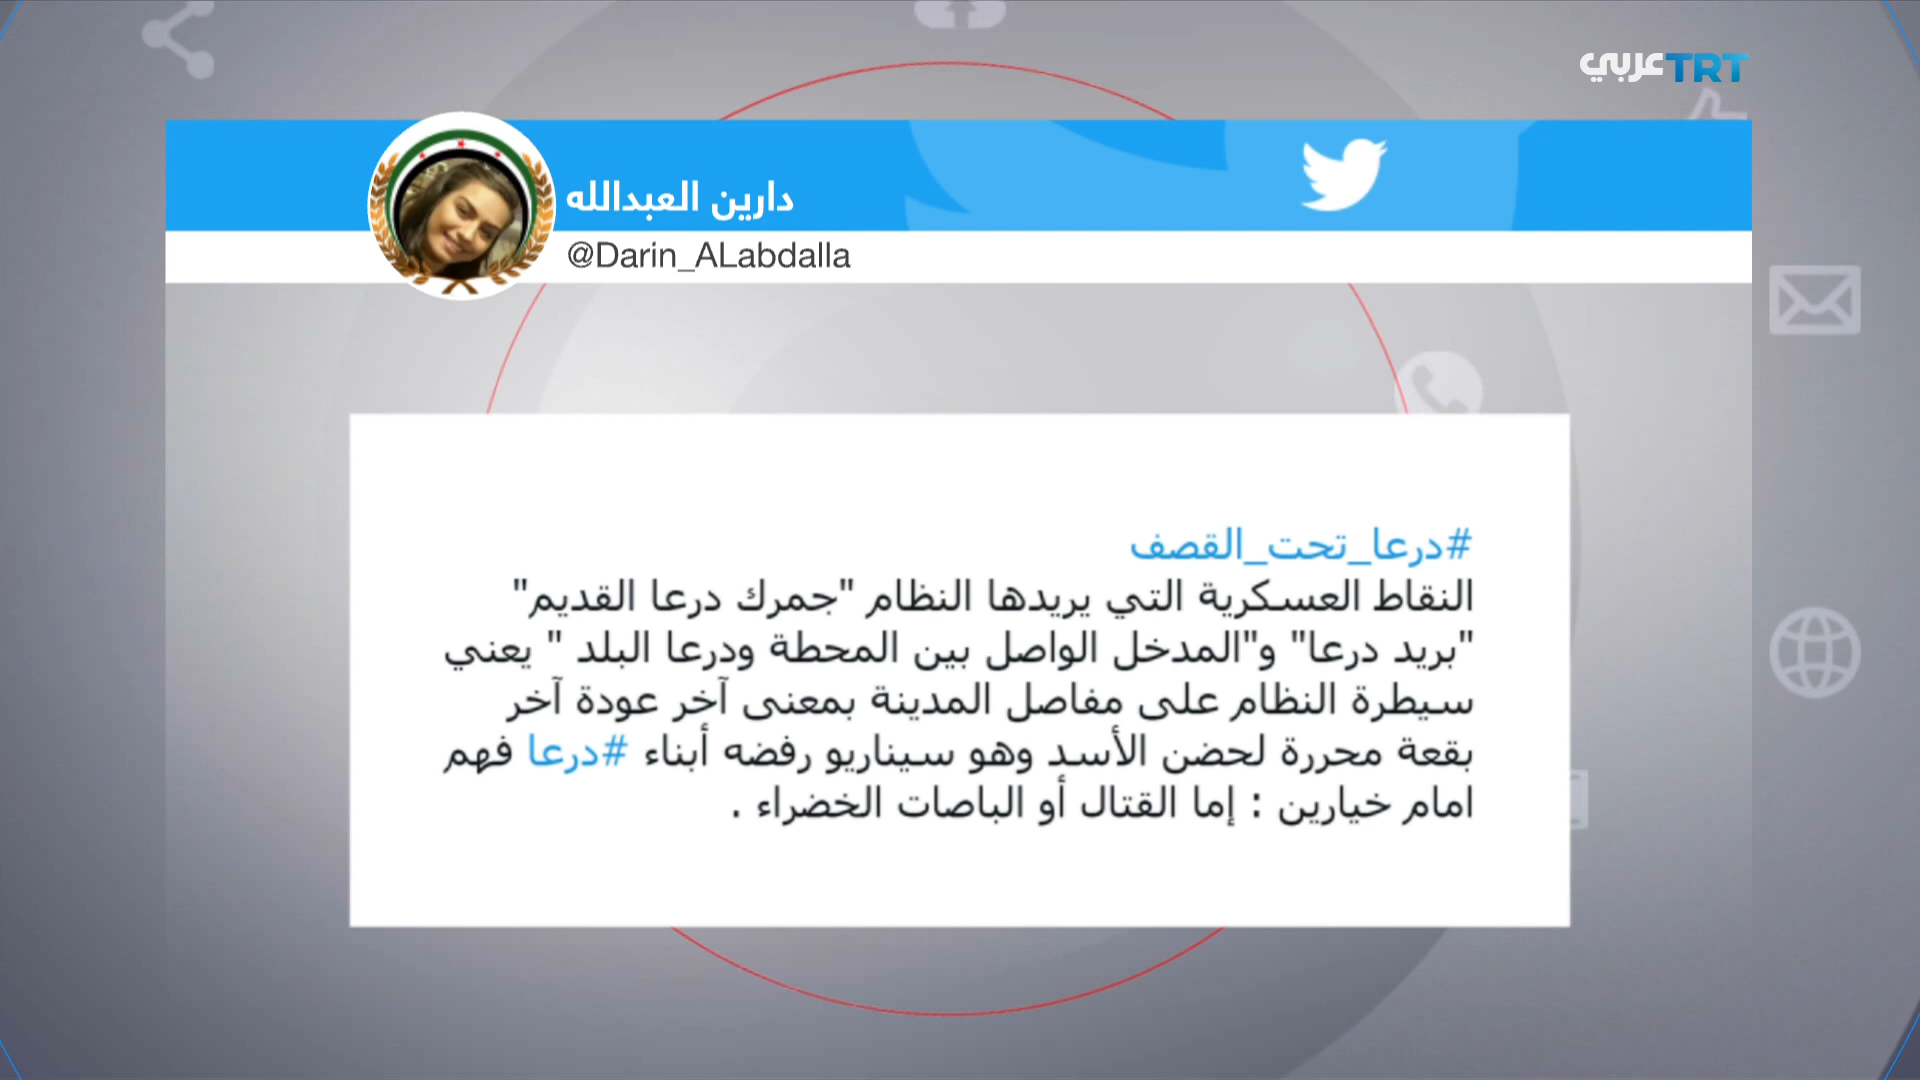 TRT عربي
دارين العبدالله
@Darin_ALabdalla
#درعا_تحت_القصف
النقاط العسكرية التي يريدها النظام "جمرك درعا القديم"
"بريد درعا" و"المدخل الواصل بين المحطة ودرعا البلد " يعني
سيطرة النظام على مفاصل المدينة بمعنى آخر عودة آخر
بقعة محررة لحضن الأسد وهو سيناريو رفضه أبناء #درعا فهم
امام خيارين : إما القتال أو الباصات الخضراء .